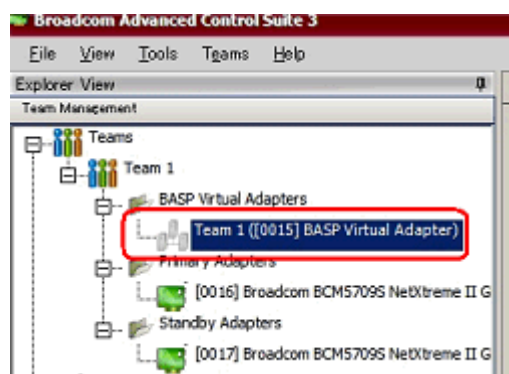 Broadcom Advanced Control Suite 3
File View Tools Teams Help
Explorer View
Team Management
Teams
Team 1
BASP Virtual Adapters
Team 1 ([0015] BASP Virtual Adapter)
Primary Adapters
[0016] Broadcom BCM5709S NetXtreme II G
Standby Adapters
[0017] Broadcom BCM5709S NetXtreme II G